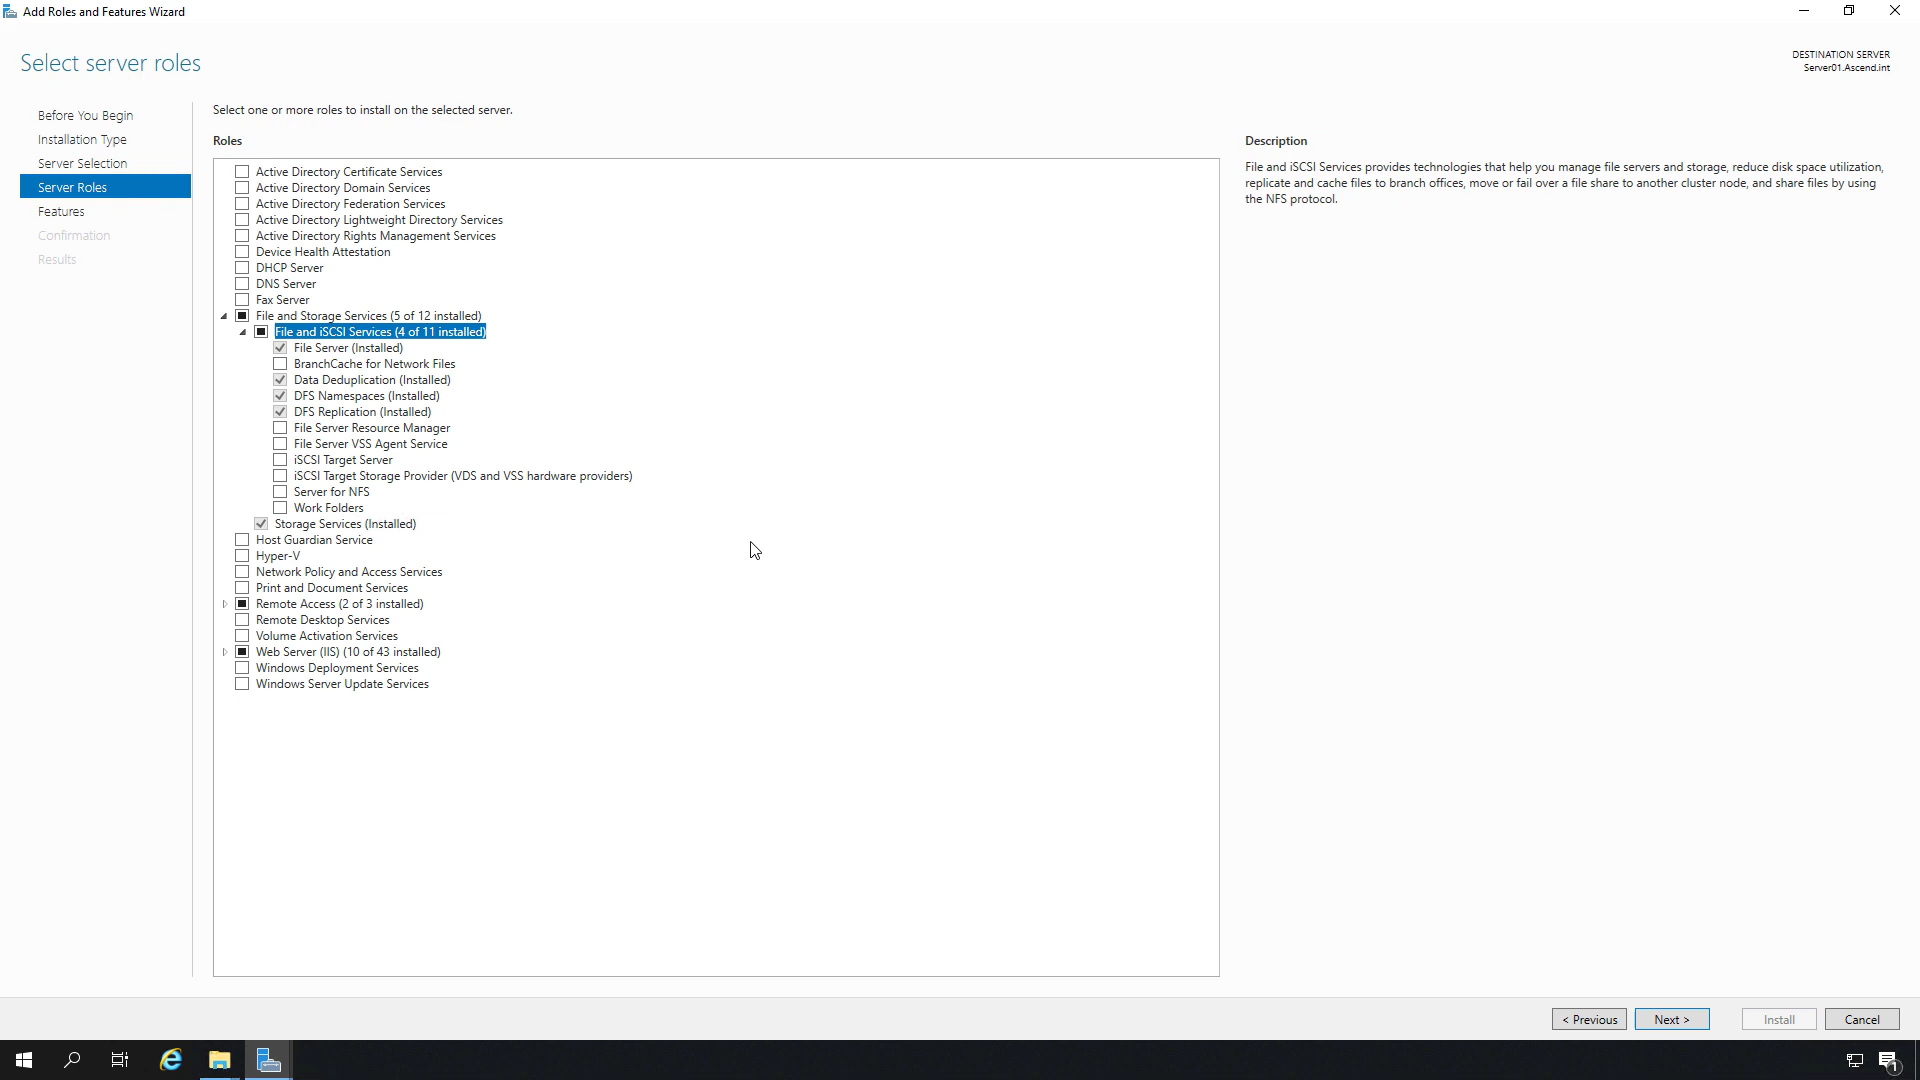 Add Roles and Features Wizard
Select server roles
DESTINATION SERVER
Server01.Ascend.int
Before You Begin
Installation Type
Server Selection
Server Roles
Features
Confirmation
Results
Select one or more roles to install on the selected server.
Roles
Active Directory Certificate Services
Active Directory Domain Services
Active Directory Federation Services
Active Directory Lightweight Directory Services
Active Directory Rights Management Services
Device Health Attestation
DHCP Server
DNS Server
Fax Server
File and Storage Services (5 of 12 installed)
File and iSCSI Services (4 of 11 installed)
File Server (Installed)
BranchCache for Network Files
Data Deduplication (Installed)
DFS Namespaces (Installed)
DFS Replication (Installed)
File Server Resource Manager
File Server VSS Agent Service
iSCSI Target Server
iSCSI Target Storage Provider (VDS and VSS hardware providers)
Server for NFS
Work Folders
Storage Services (Installed)
Host Guardian Service
Hyper-V
Network Policy and Access Services
Print and Document Services
Remote Access (2 of 3 installed)
Remote Desktop Services
Volume Activation Services
Web Server (IIS) (10 of 43 installed)
Windows Deployment Services
Windows Server Update Services
Description
File and iSCSI Services provides technologies that help you manage file servers and storage, reduce disk space utilization,
replicate and cache files to branch offices, move or fail over a file share to another cluster node, and share files by using
the NFS protocol.
< Previous
Next >
Install
Cancel
1